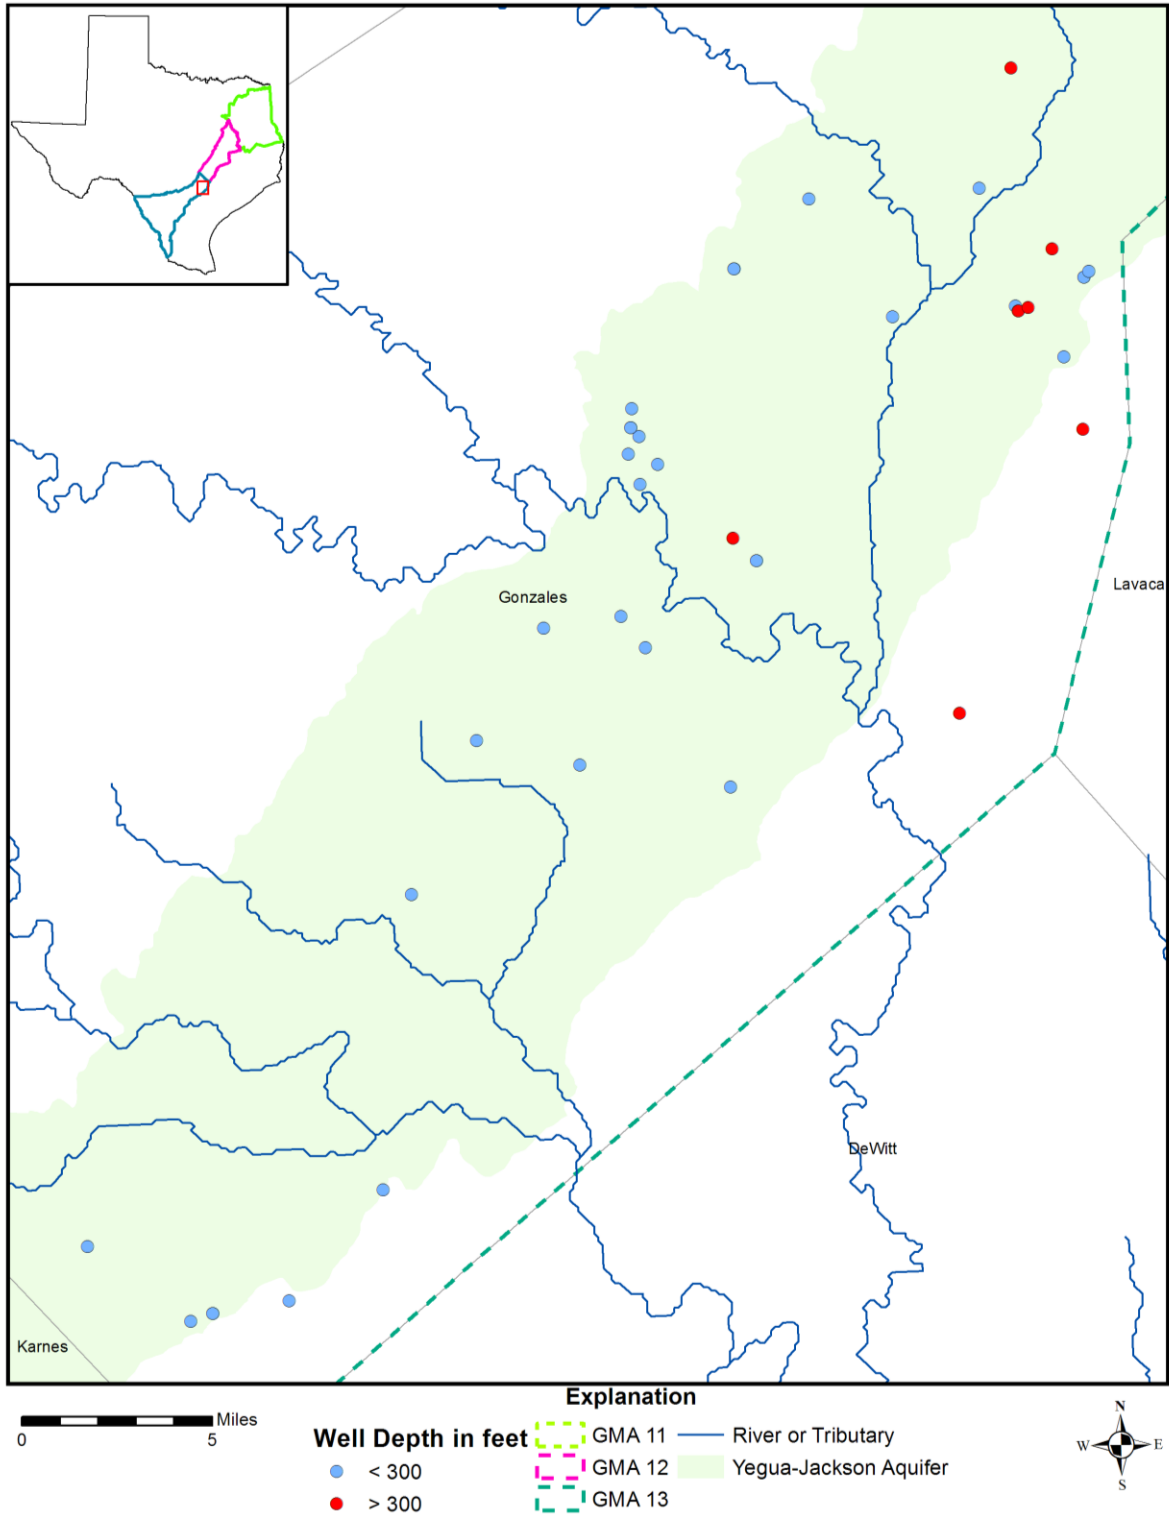 Gonzales
Lavaca
DeWitt
Karnes
Explanation
Miles
0 5
Well Depth in feet
< 300
> 300
GMA 11
GMA 12
GMA 13
River or Tributary
Yegua-Jackson Aquifer
N
W E
S